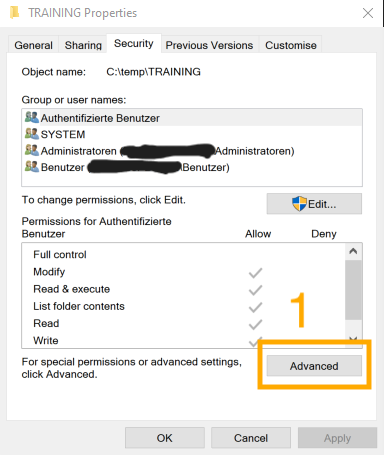 TRAINING Properties
General Sharing Security Previous Versions Customise
Object name: C:\temp\TRAINING
Group or user names:
Authentifizierte Benutzer
SYSTEM
Administratoren ( \Administratoren)
Benutzer ( \Benutzer)
To change permissions, click Edit.
Edit...
Permissions for Authentifizierte
Benutzer Allow Deny
Full control
Modify
Read & execute
List folder contents
Read
Write
1
For special permissions or advanced settings,
click Advanced.
Advanced
OK Cancel Apply